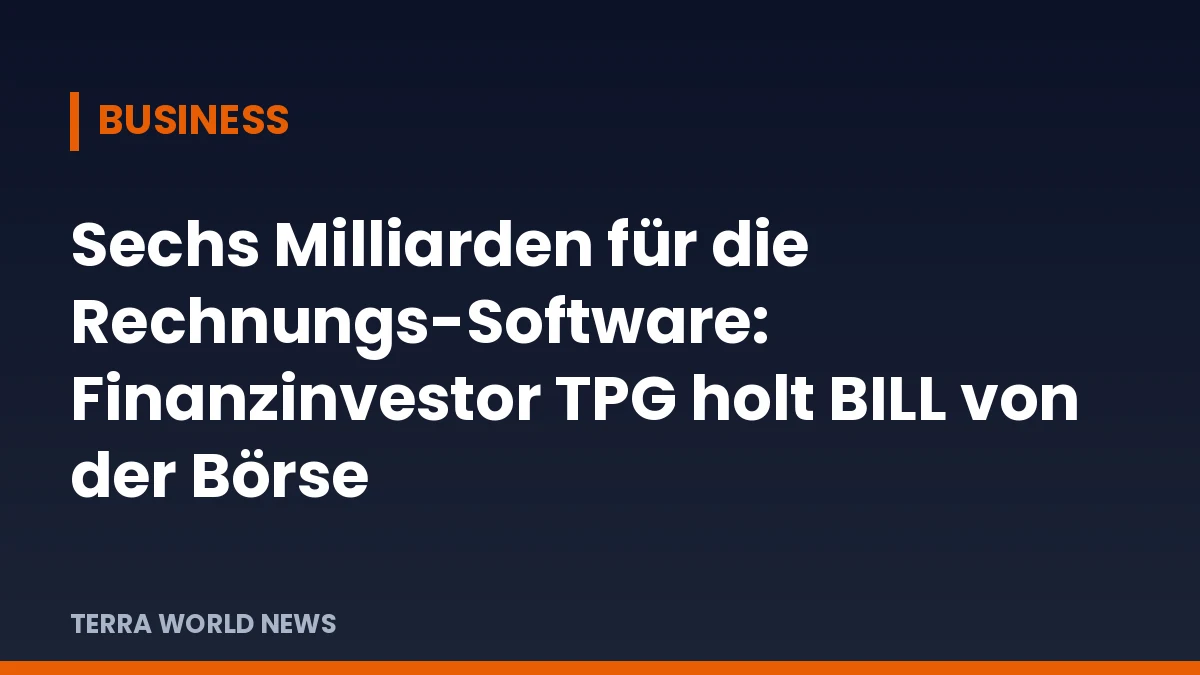 BUSINESS
Sechs Milliarden für die
Rechnungs-Software:
Finanzinvestor TPG holt BILL von
der Börse
TERRA WORLD NEWS